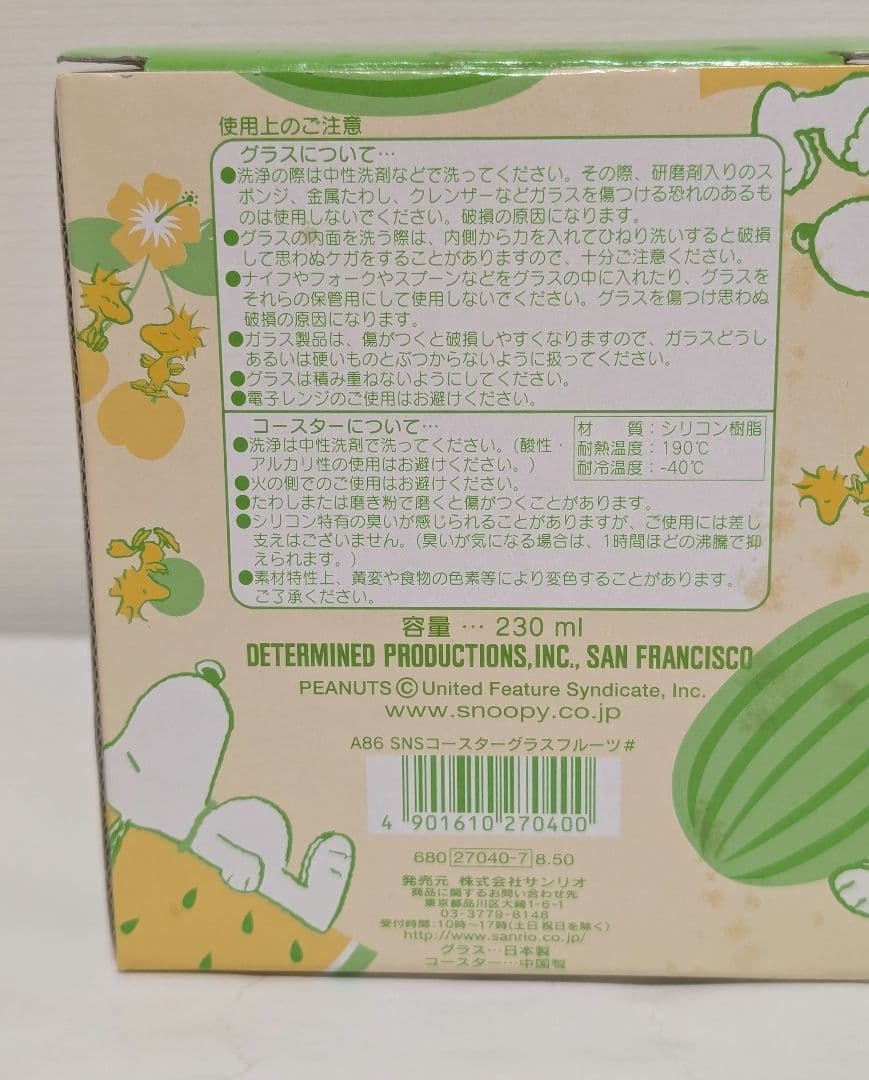 使用上のご注意
グラスについて…
●洗浄の際は中性洗剤などで洗ってください。その際、研磨剤入りのス
ポンジ、金属たわし、クレンザーなどガラスを傷つける恐れのあるも
のは使用しないでください。破損の原因になります。
●グラスの内面を洗う際は、内側から力を入れてひねり洗いすると破損
して思わぬケガをすることがありますので、十分ご注意ください。
●ナイフやフォークやスプーンなどをグラスの中に入れたり、グラスを
それらの保管用にして使用しないでください。グラスを傷つけ思わぬ
破損の原因になります。
●ガラス製品は、傷がつくと破損しやすくなりますので、ガラスどうし
あるいは硬いものとぶつからないように扱ってください。
●グラスは積み重ねないようにしてください。
●電子レンジのご使用はお避けください。
コースターについて…
●洗浄は中性洗剤で洗ってください。(酸性・
アルカリ性の使用はお避けください。)
●火の側でのご使用はお避けください。
材　質：シリコン樹脂
耐熱温度：190℃
耐冷温度：-40℃
●たわしまたは磨き粉で磨くと傷がつくことがあります。
●シリコン特有の臭いが感じられることがありますが、ご使用には差し
支えはございません。(臭いが気になる場合は、1時間ほどの沸騰で抑
えられます。)
●素材特性上、黄変や食物の色素等により変色することがあります。
ご了承ください。
容量 … 230 ml
DETERMINED PRODUCTIONS, INC., SAN FRANCISCO
PEANUTS © United Feature Syndicate, Inc.
www.snoopy.co.jp
A86 SNSコースターグラスフルーツ#
4 901610 270400
680 27040-7 8.50
発売元 株式会社サンリオ
商品に関するお問い合わせ先
東京都品川区大崎1-6-1
03-3779-8148
受付時間:10時〜17時(土日祝日を除く)
http://www.sanrio.co.jp/
グラス…日本製
コースター…中国製